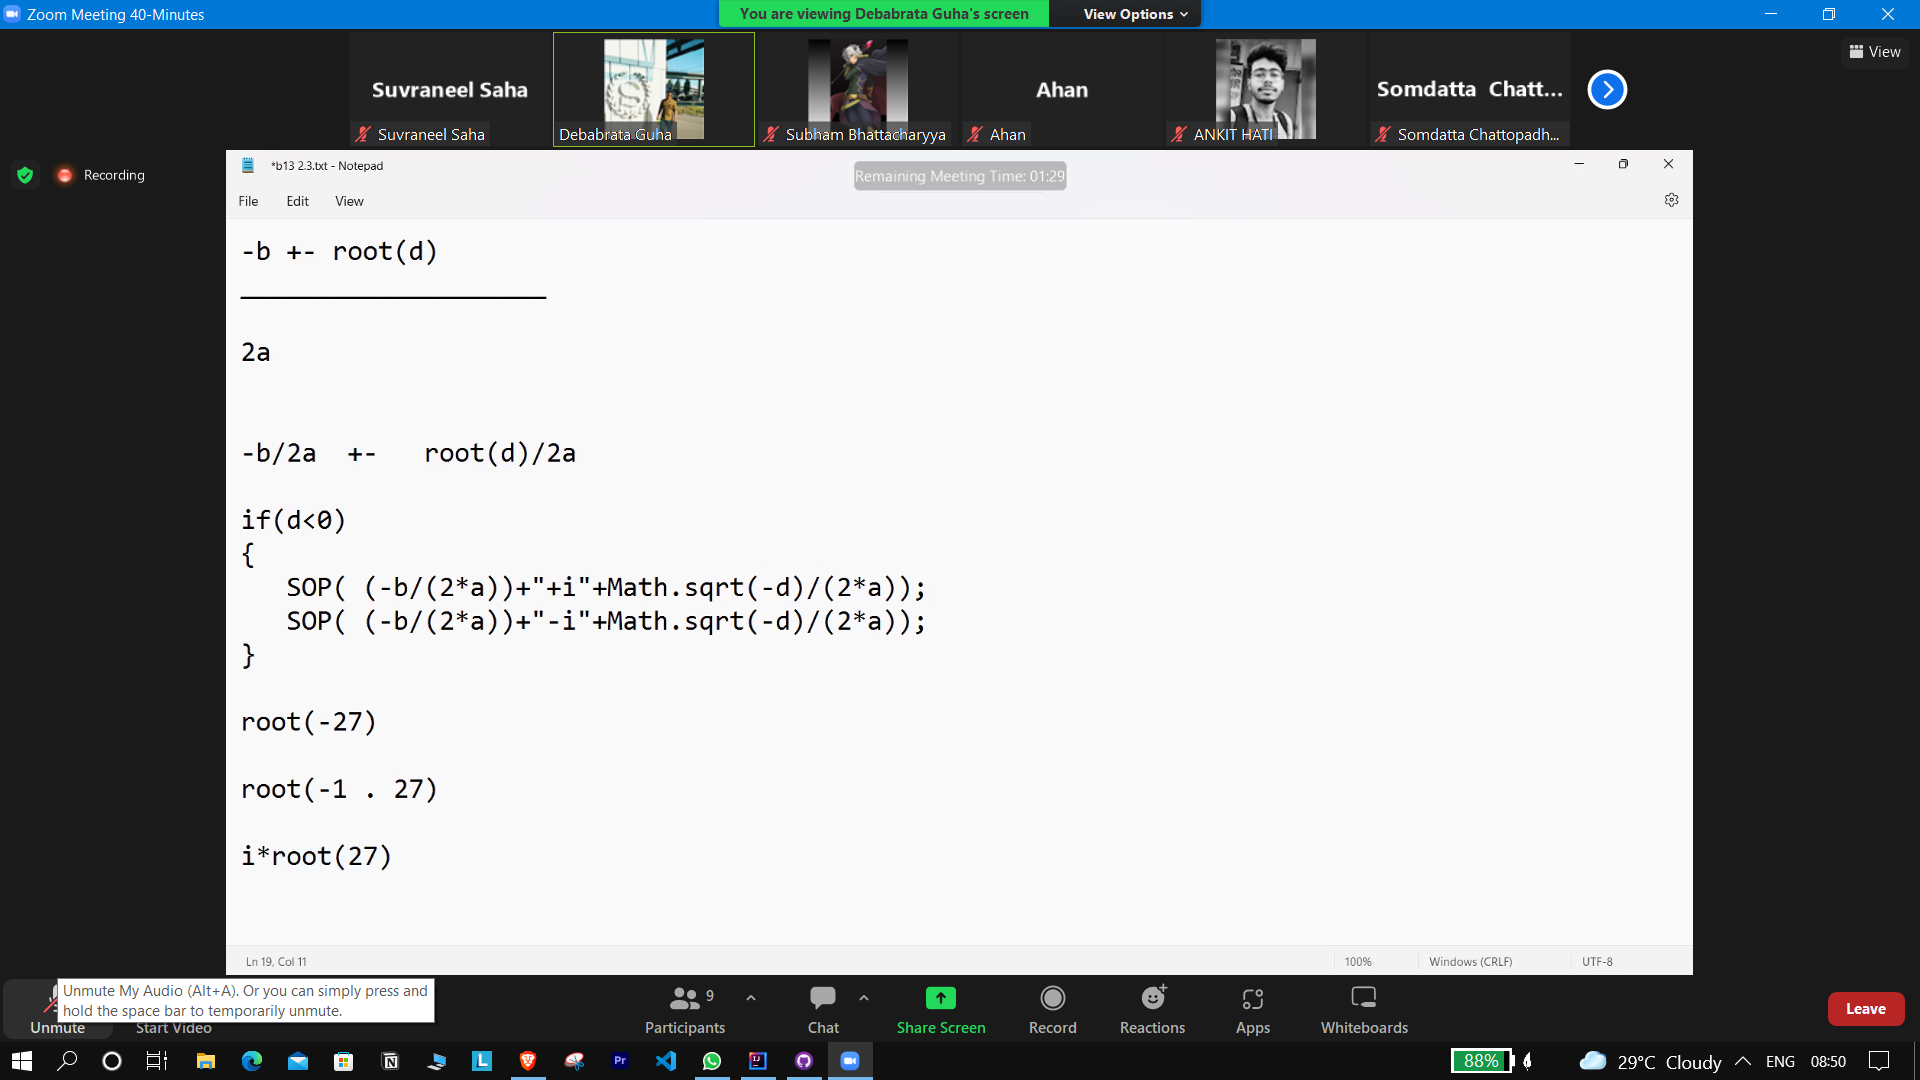 Zoom Meeting 40-Minutes
You are viewing Debabrata Guha's screen
View Options
View
Suvraneel Saha
Ahan
Somdatta Chatt...
Suvraneel Saha
Debabrata Guha
Subham Bhattacharyya
Ahan
ANKIT HATI
Somdatta Chattopadh...
Recording
*b13 2.3.txt - Notepad
Remaining Meeting Time: 01:29
File Edit View
-b +- root(d)
____________________
2a
-b/2a  +-   root(d)/2a
if(d<0)
{
   SOP( (-b/(2*a))+"+i"+Math.sqrt(-d)/(2*a));
   SOP( (-b/(2*a))+"-i"+Math.sqrt(-d)/(2*a));
}
root(-27)
root(-1 . 27)
i*root(27)
Ln 19, Col 11
100%
Windows (CRLF)
UTF-8
Unmute My Audio (Alt+A). Or you can simply press and
hold the space bar to temporarily unmute.
9
Unmute
Start Video
Participants
Chat
Share Screen
Record
Reactions
Apps
Whiteboards
Leave
N
L
Pr
88%
29°C Cloudy
ENG
08:50